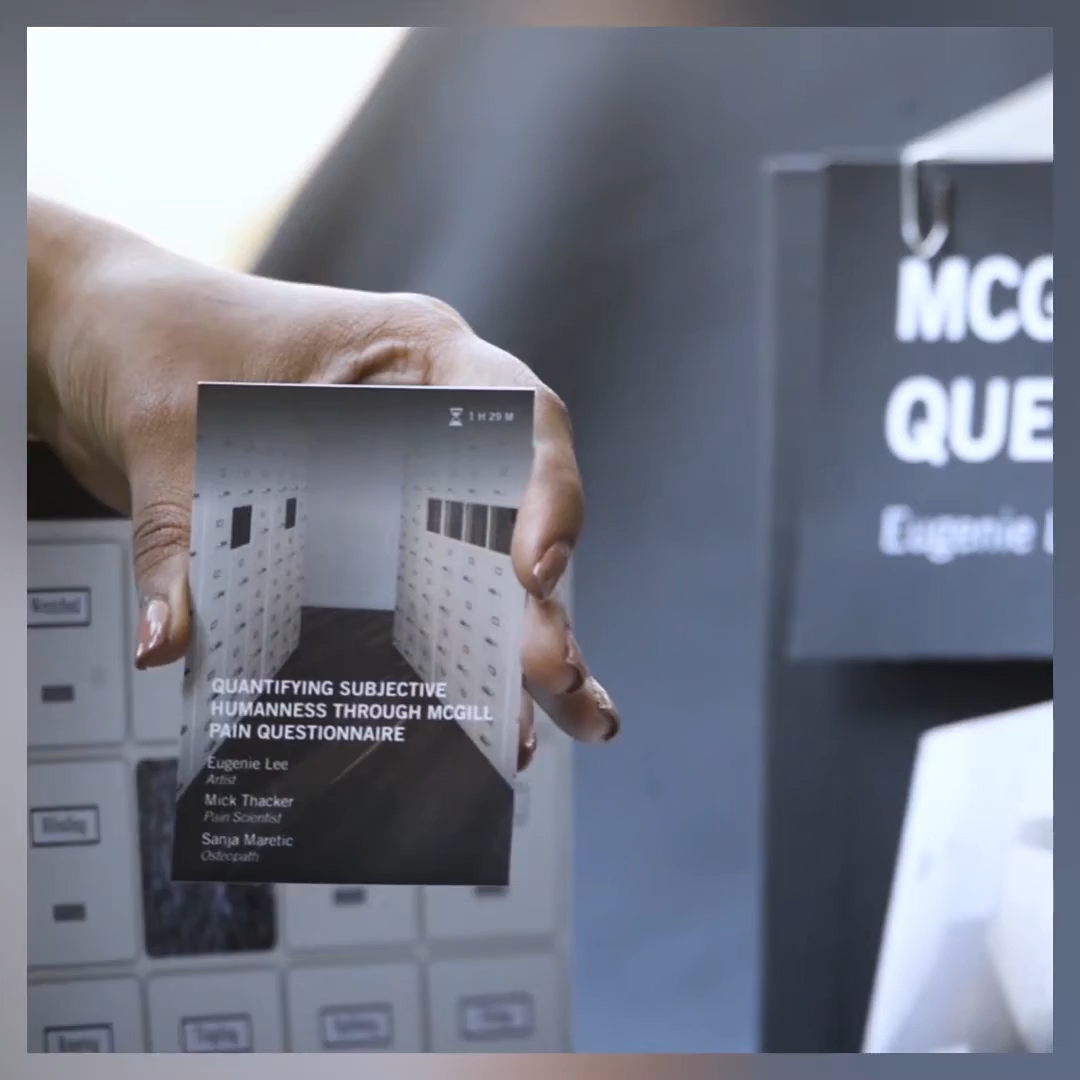 1 H 29 M
QUANTIFYING SUBJECTIVE
HUMANNESS THROUGH MCGILL
PAIN QUESTIONNAIRE
Eugenie Lee
Artist
Mick Thacker
Pain Scientist
Sanja Maretic
Osteopath
MCG
QUE
Eugenie L
Blinding